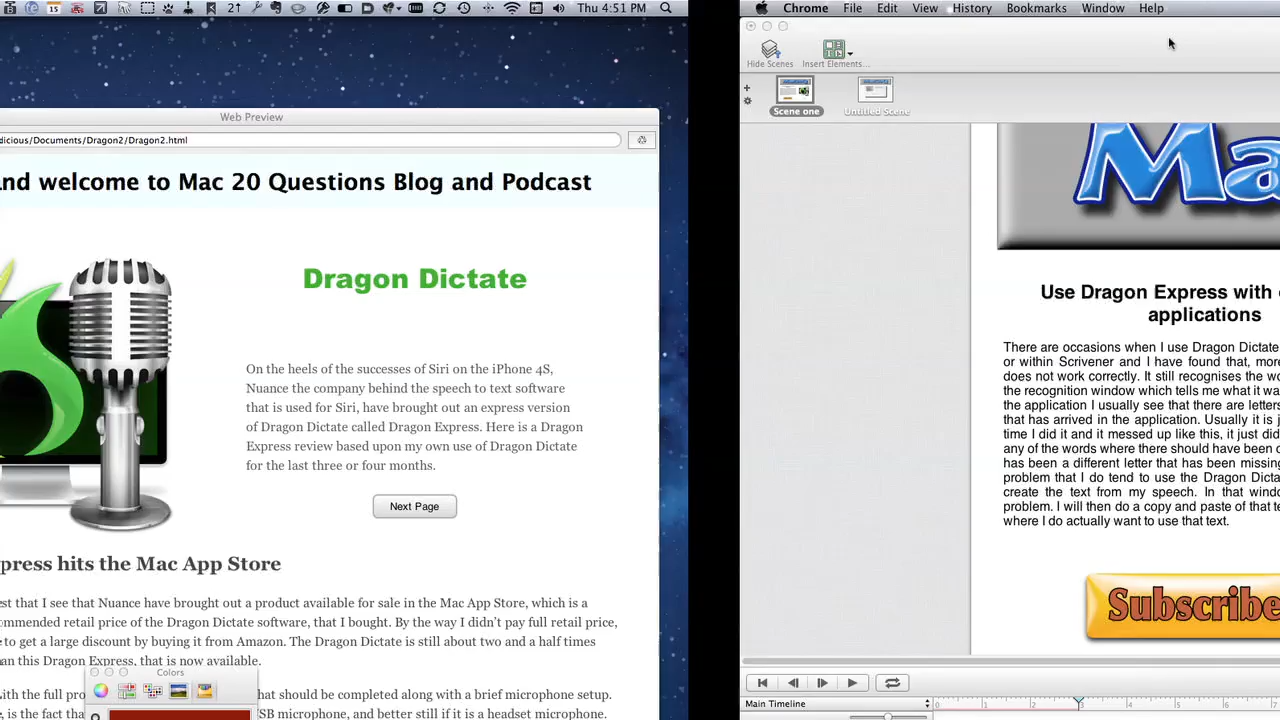 Thu 4:51 PM
Web Preview
dicious/Documents/Dragon2/Dragon2.html
nd welcome to Mac 20 Questions Blog and Podcast
Dragon Dictate
On the heels of the successes of Siri on the iPhone 4S,
Nuance the company behind the speech to text software
that is used for Siri, have brought out an express version
of Dragon Dictate called Dragon Express. Here is a Dragon
Express review based upon my own use of Dragon Dictate
for the last three or four months.
Next Page
press hits the Mac App Store
est that I see that Nuance have brought out a product available for sale in the Mac App Store, which is a
mmended retail price of the Dragon Dictate software, that I bought. By the way I didn't pay full retail price,
e to get a large discount by buying it from Amazon. The Dragon Dictate is still about two and a half times
an this Dragon Express, that is now available.
Colors
ith the full pro
hat should be completed along with a brief microphone setup.
, is the fact tha
SB microphone, and better still if it is a headset microphone.
Chrome File Edit View History Bookmarks Window Help
Hide Scenes Insert Elements...
Scene one Untitled Scene
Ma
Use Dragon Express with
applications
There are occasions when I use Dragon Dictate
or within Scrivener and I have found that, more
does not work correctly. It still recognises the wo
the recognition window which tells me what it wa
the application I usually see that there are letters
that has arrived in the application. Usually it is j
time I did it and it messed up like this, it just did
any of the words where there should have been
has been a different letter that has been missing
problem that I do tend to use the Dragon Dicta
create the text from my speech. In that windo
problem. I will then do a copy and paste of that te
where I do actually want to use that text.
Subscribe
Main Timeline
0 1 2 3 4 5 6 7